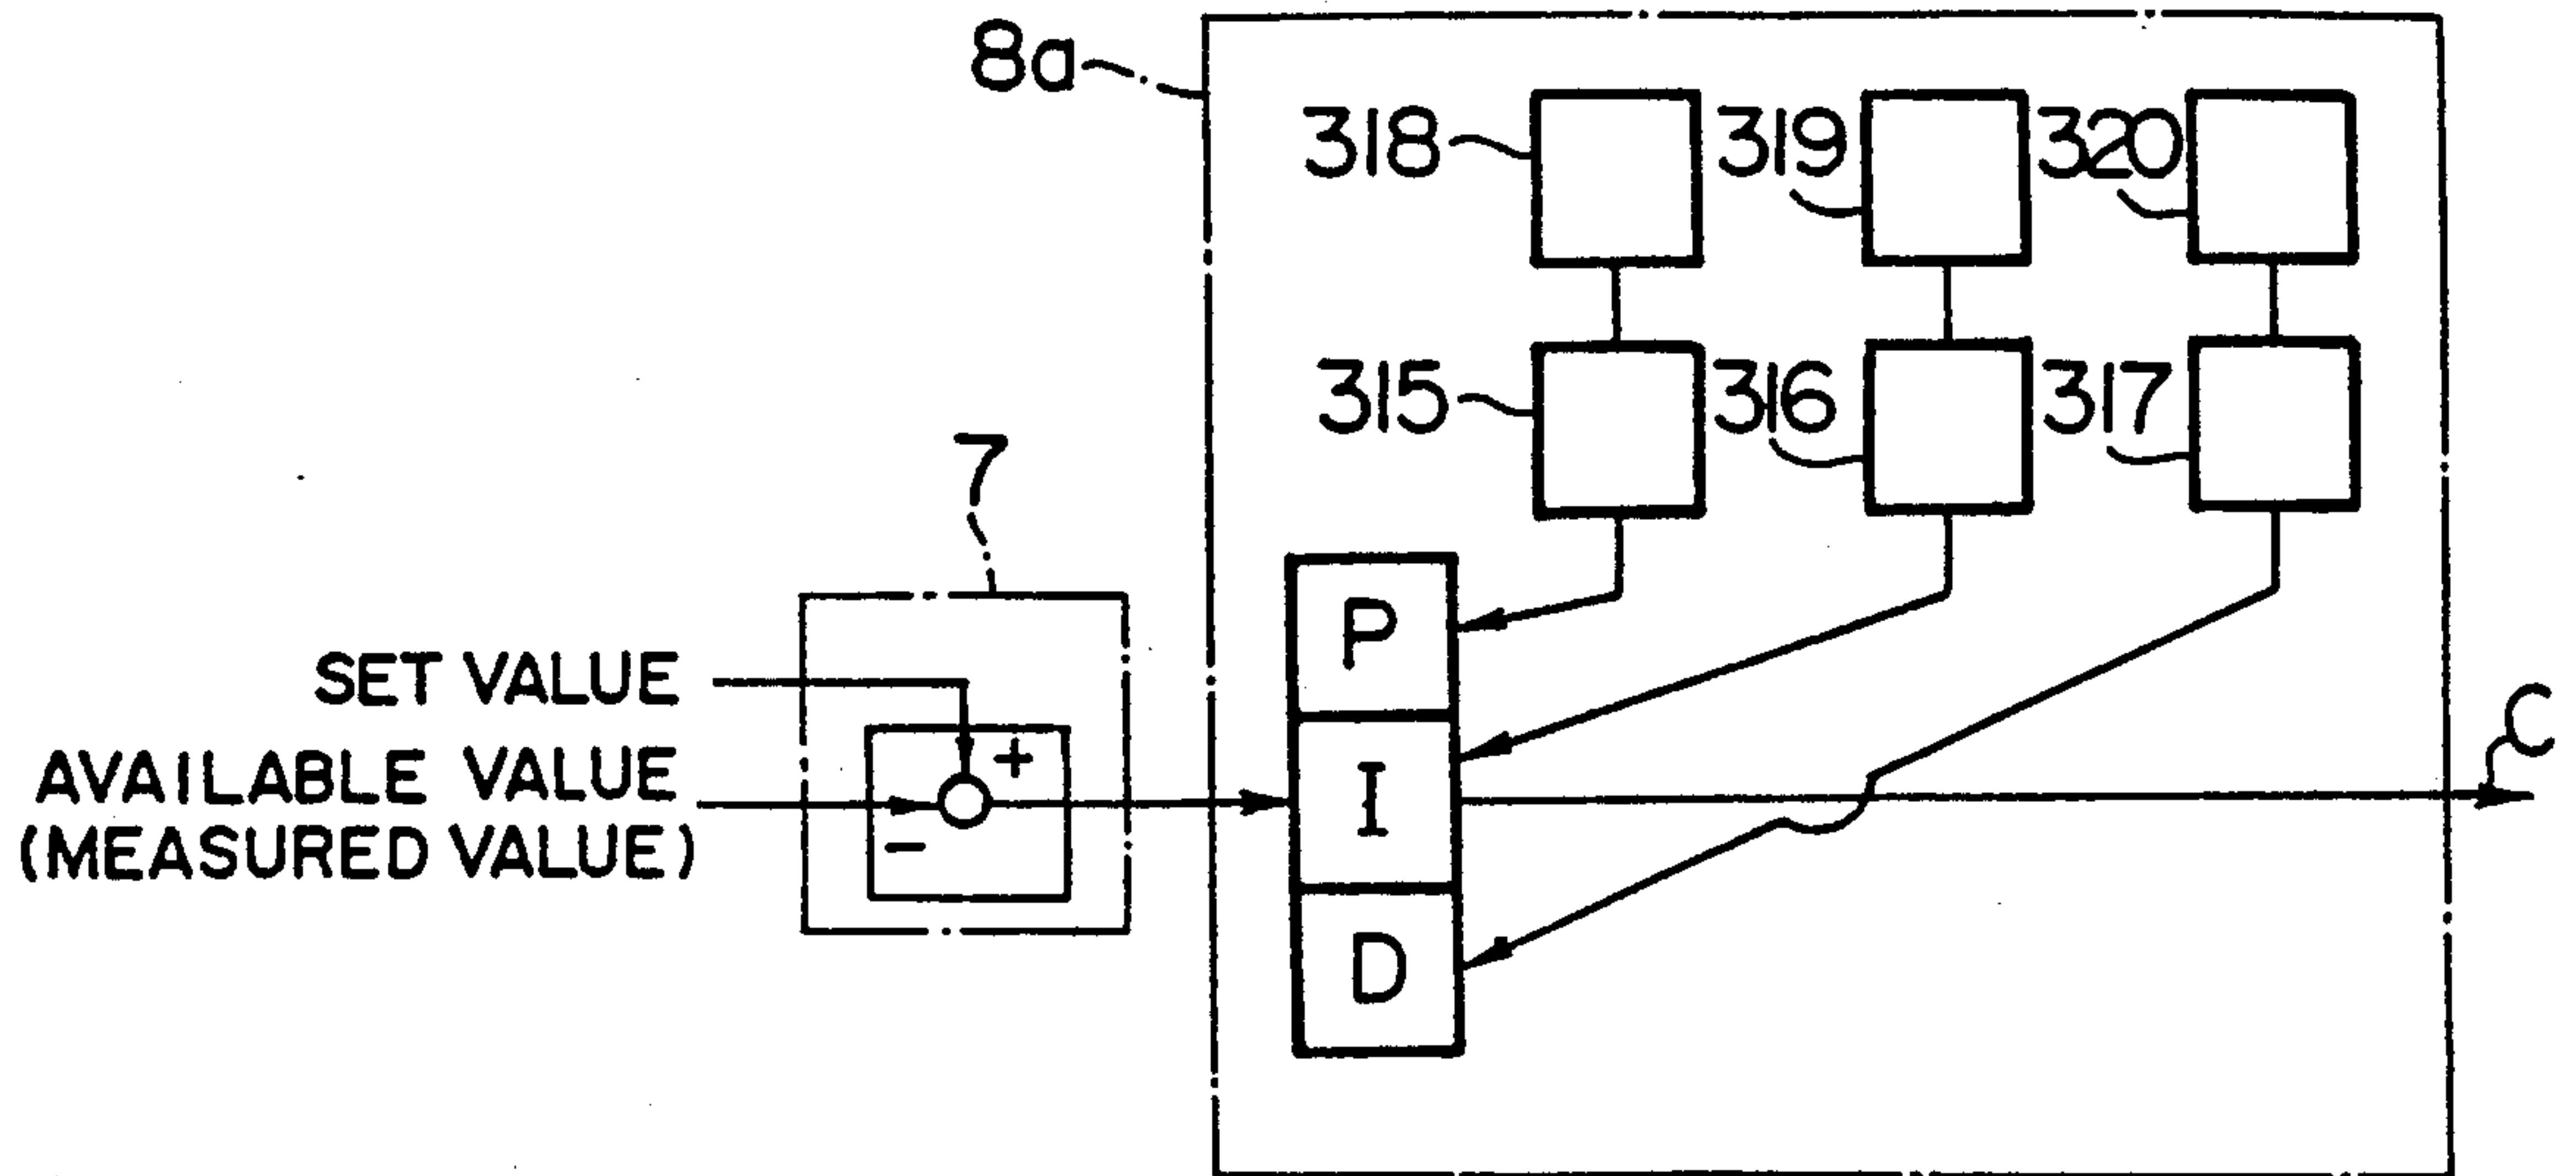 8a
318
319
320
315
316
317
7
P
SET VALUE
+
AVAILABLE VALUE
I
C
(MEASURED VALUE)
−
D